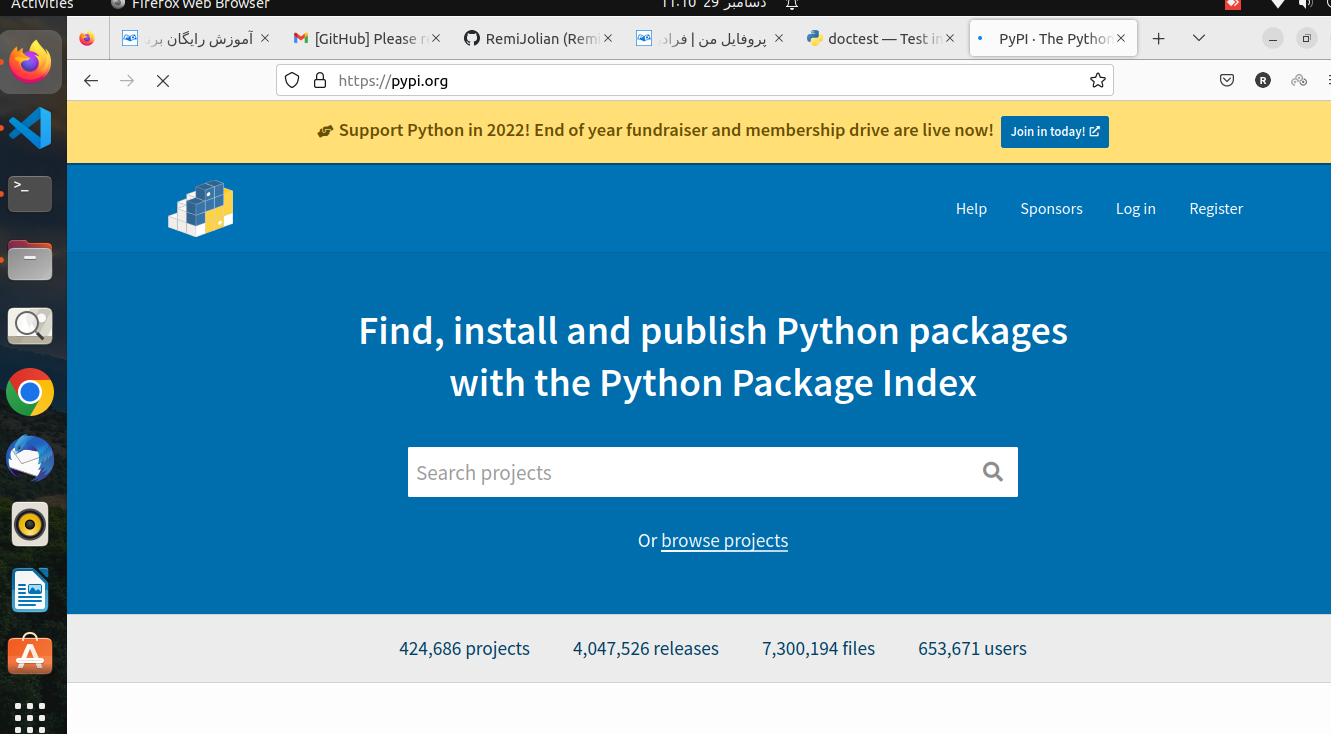 Activities
Firefox Web Browser
دسامبر 29 11:10
آموزش رایگان برن
[GitHub] Please re
RemiJolian (Remi
پروفایل من | فراد
doctest — Test in
PyPI · The Python
https://pypi.org
R
Support Python in 2022! End of year fundraiser and membership drive are live now! Join in today!
Help Sponsors Log in Register
Find, install and publish Python packages
with the Python Package Index
Search projects
Or browse projects
424,686 projects 4,047,526 releases 7,300,194 files 653,671 users